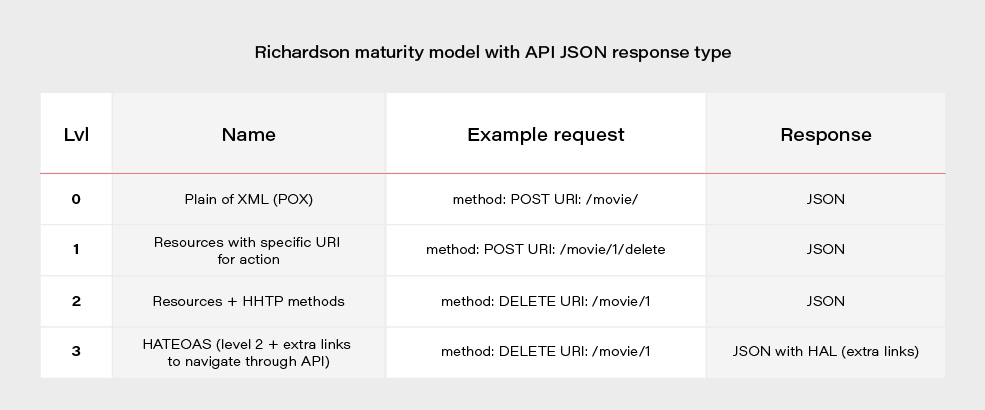 Richardson maturity model with API JSON response type
Lvl Name Example request Response
0 Plain of XML (POX) method: POST URI: /movie/ JSON
1 Resources with specific URI for action method: POST URI: /movie/1/delete JSON
2 Resources + HHTP methods method: DELETE URI: /movie/1 JSON
3 HATEOAS (level 2 + extra links to navigate through API) method: DELETE URI: /movie/1 JSON with HAL (extra links)